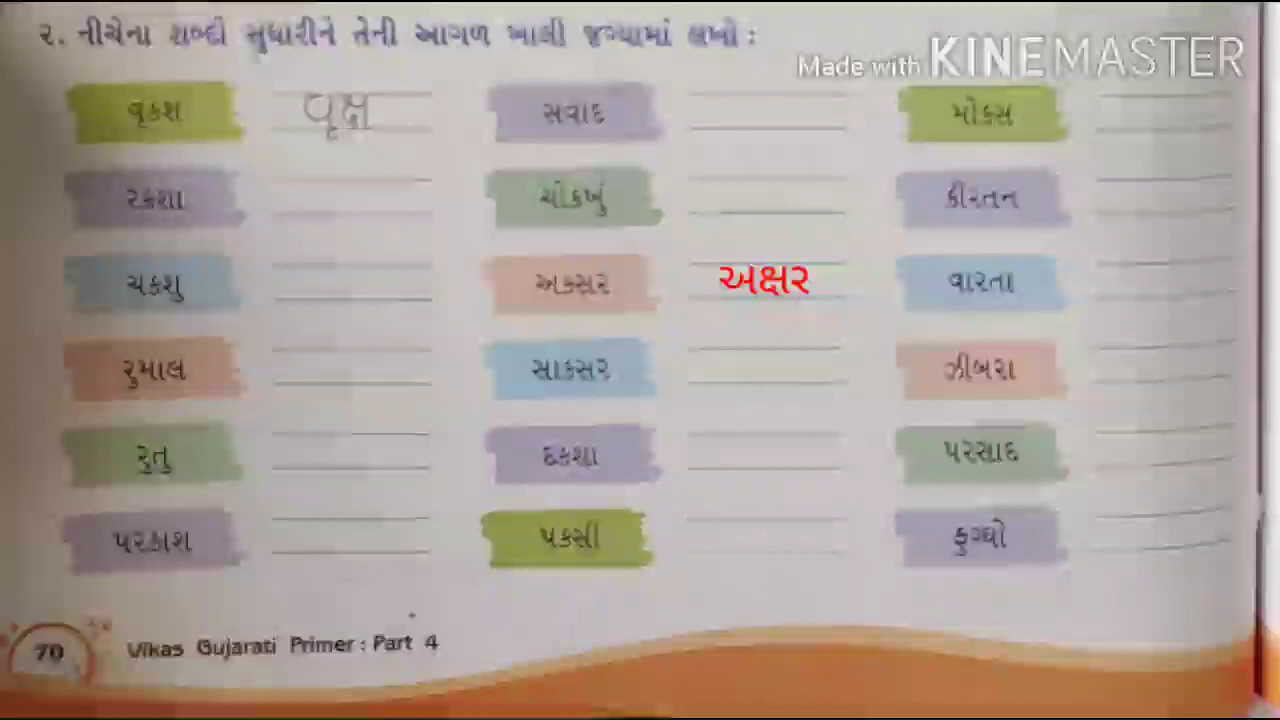 ૨. નીચેના શબ્દો સુધારીને તેની આગળ ખાલી જગ્યામાં લખો :
Made with KINEMASTER
વૃકશ વૃક્ષ સવાદ મોકસ
રકશા ચોકખું કીરતન
ચકશુ અકસર અક્ષર વારતા
રુમાલ સાકસર ઝીબરા
રુતુ દકશા પરસાદ
પરકાશ પકસી ફુગ્ઘો
70 Vikas Gujarati Primer : Part 4